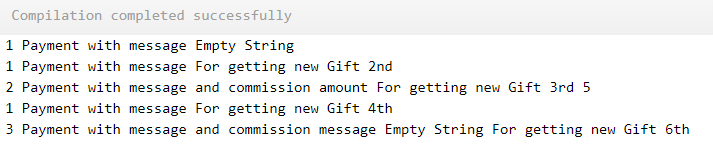 Compilation completed successfully
1 Payment with message Empty String
1 Payment with message For getting new Gift 2nd
2 Payment with message and commission amount For getting new Gift 3rd 5
1 Payment with message For getting new Gift 4th
3 Payment with message and commission message Empty String For getting new Gift 6th